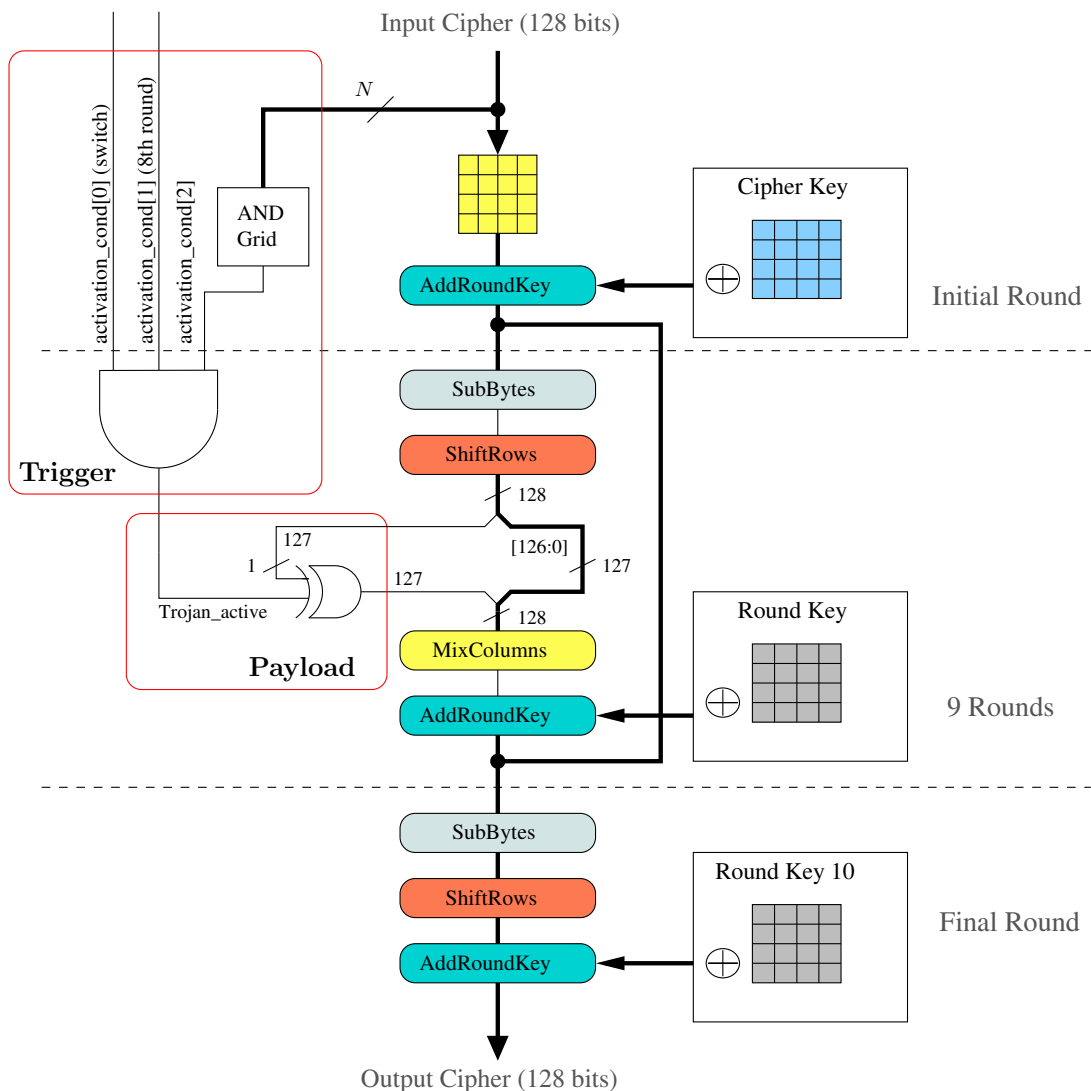 Input Cipher (128 bits)
N
activation_cond[0] (switch)
activation_cond[1] (8th round)
activation_cond[2]
AND
Grid
Cipher Key
AddRoundKey
Initial Round
SubBytes
Trigger
ShiftRows
128
127
[126:0]
1
127
127
Trojan_active
128
Round Key
Payload
MixColumns
AddRoundKey
9 Rounds
SubBytes
Round Key 10
ShiftRows
Final Round
AddRoundKey
Output Cipher (128 bits)